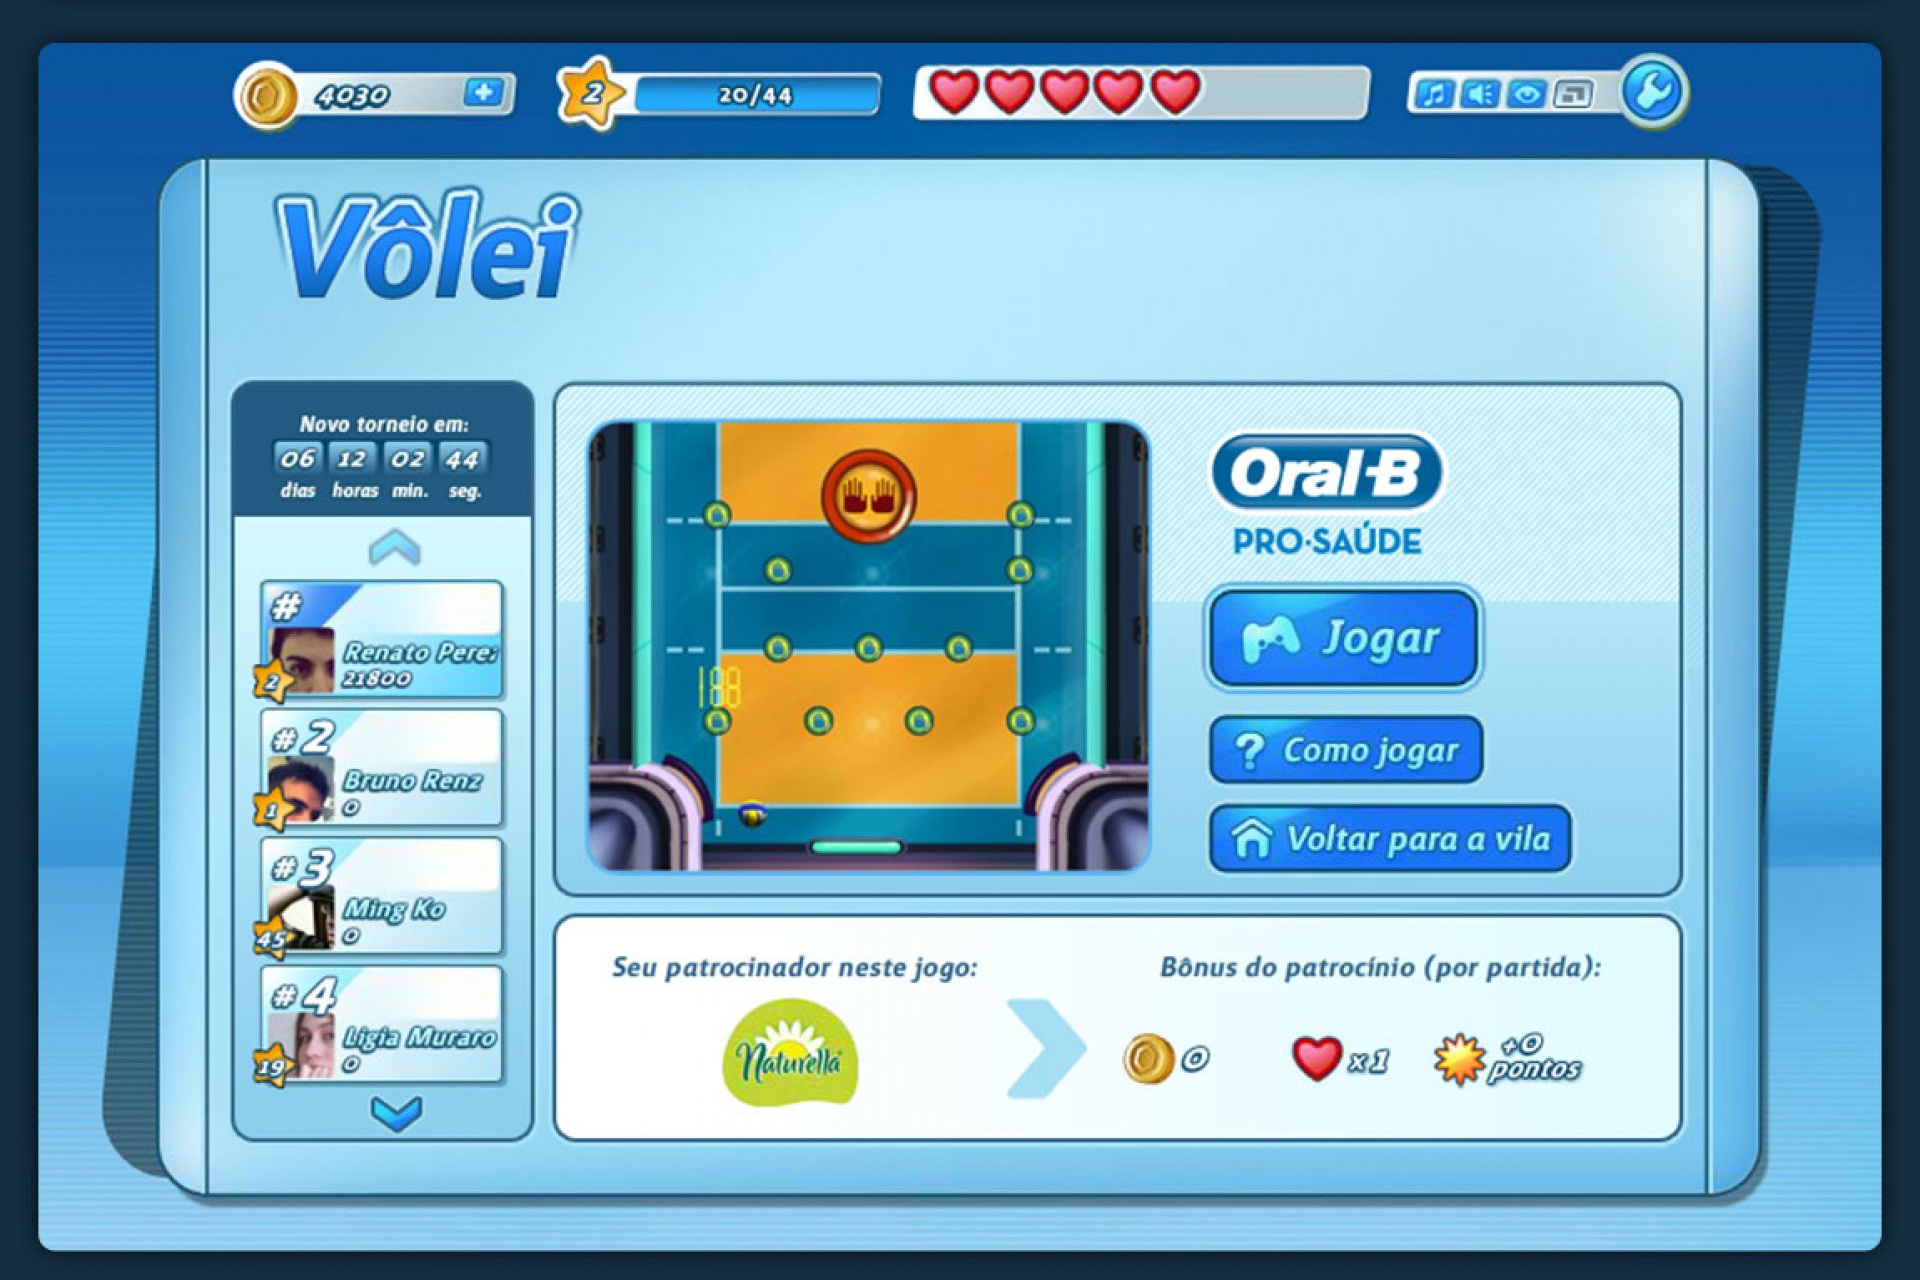 4030
2
20/44
Vôlei
Novo torneio em:
06 12 02 44
dias horas min. seg.
#
Renato Perez
2
21800
#2
Bruno Renz
1
0
#3
Ming Ko
45
0
#4
Ligia Muraro
19
0
188
Oral-B
PRO·SAÚDE
Jogar
? Como jogar
Voltar para a vila
Seu patrocinador neste jogo:
Naturella
Bônus do patrocínio (por partida):
0
x1
+0
pontos